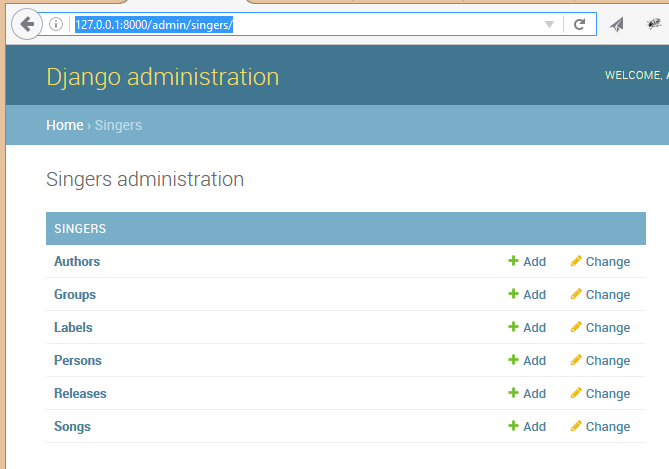 127.0.0.1:8000/admin/singers/
Django administration
WELCOME,
Home › Singers
Singers administration
SINGERS
Authors Add Change
Groups Add Change
Labels Add Change
Persons Add Change
Releases Add Change
Songs Add Change